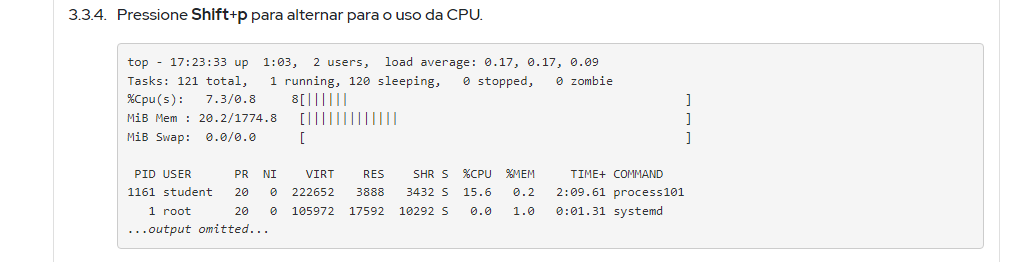 3.3.4. Pressione Shift+p para alternar para o uso da CPU.
top - 17:23:33 up  1:03,  2 users,  load average: 0.17, 0.17, 0.09
Tasks: 121 total,   1 running, 120 sleeping,   0 stopped,   0 zombie
%Cpu(s):   7.3/0.8     8[||||||                                               ]
MiB Mem : 20.2/1774.8   [|||||||||||||                                        ]
MiB Swap:  0.0/0.0      [                                                     ]
 PID USER      PR  NI    VIRT    RES    SHR S  %CPU  %MEM     TIME+ COMMAND
1161 student   20   0  222652   3888   3432 S  15.6   0.2   2:09.61 process101
   1 root      20   0  105972  17592  10292 S   0.0   1.0   0:01.31 systemd
...output omitted...